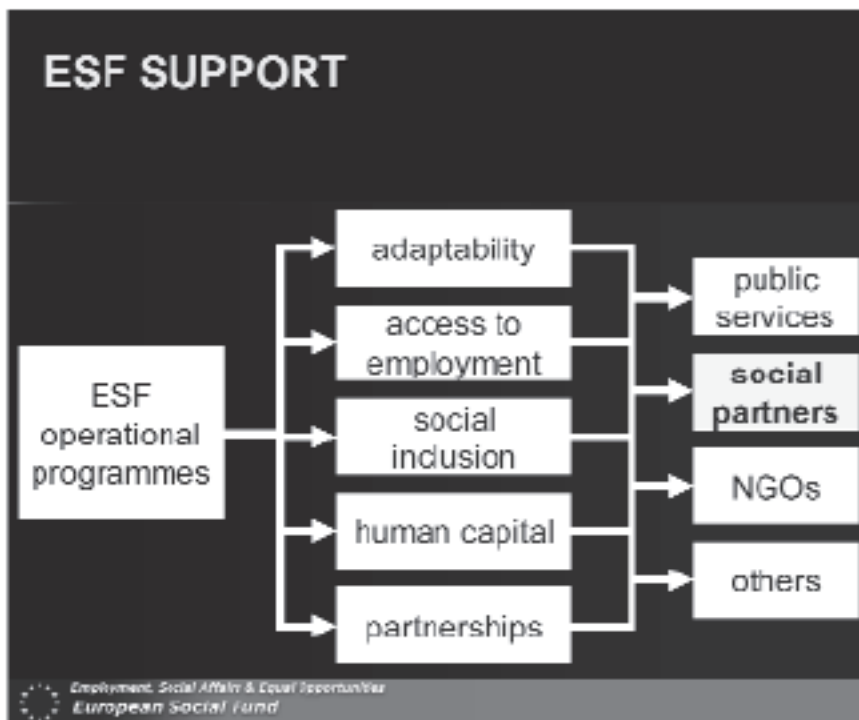 ESF SUPPORT
ESF
operational
programmes
adaptability
access to
employment
social
inclusion
human capital
partnerships
public
services
social
partners
NGOs
others
Employment, Social Affairs & Equal Opportunities
European Social Fund